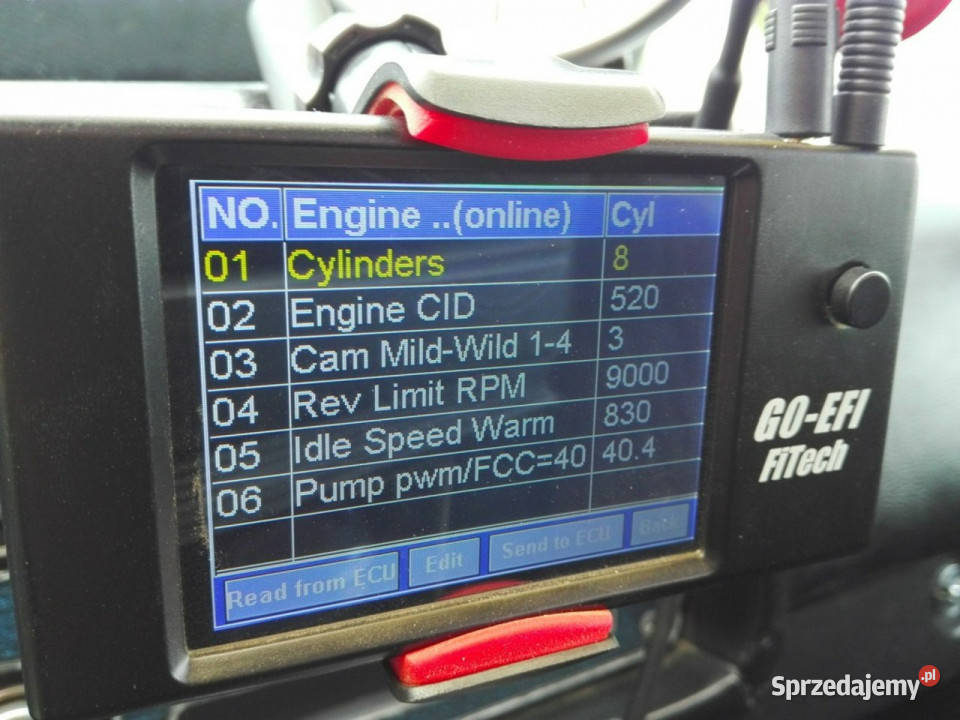 NO. Engine ..(online) Cyl
01 Cylinders 8
02 Engine CID 520
03 Cam Mild-Wild 1-4 3
04 Rev Limit RPM 9000
05 Idle Speed Warm 830
06 Pump pwm/FCC=40 40.4
Read from ECU Edit Send to ECU Back
GO-EFI
FiTech
Sprzedajemy.pl